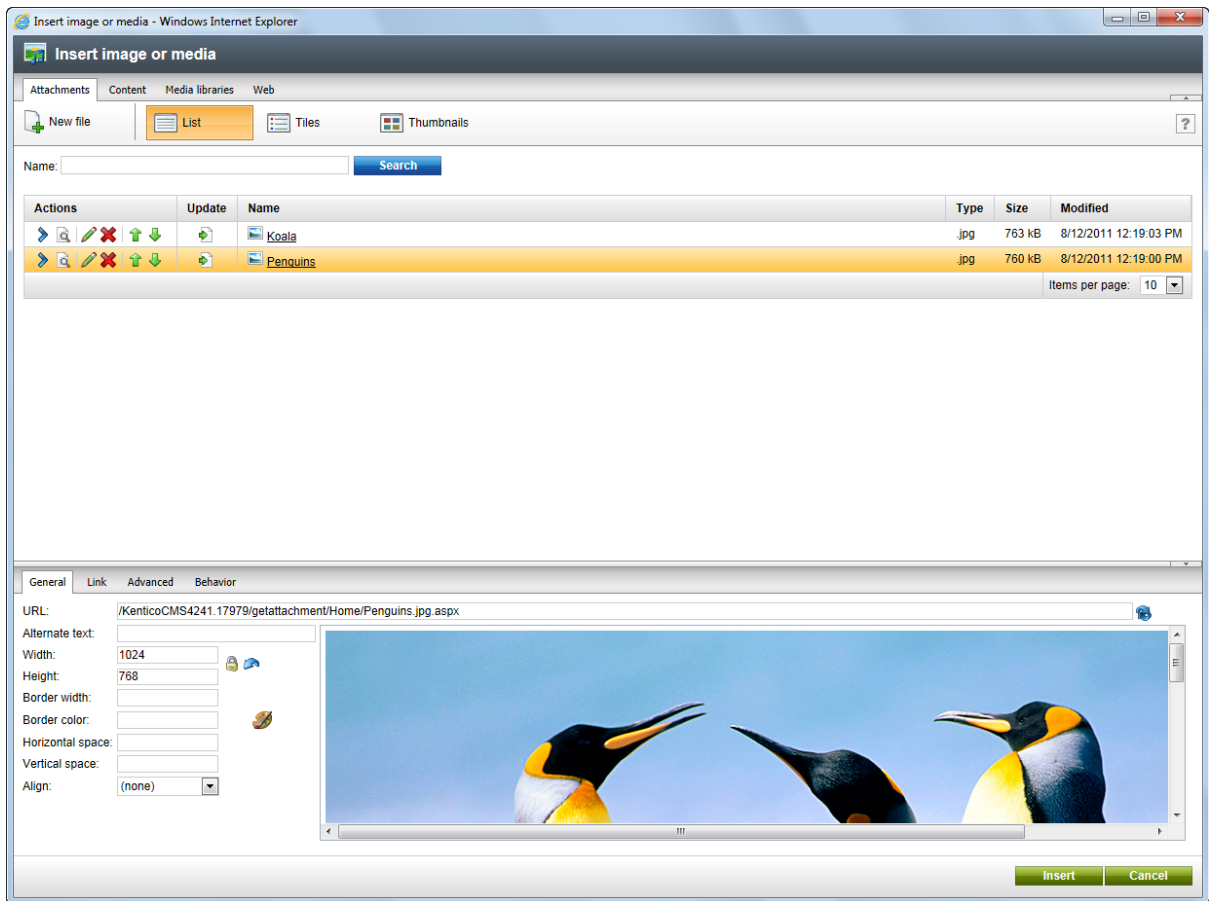 Insert image or media - Windows Internet Explorer
Insert image or media
Attachments Content Media libraries Web
New file List Tiles Thumbnails ?
Name: Search
Actions Update Name Type Size Modified
Koala .jpg 763 kB 8/12/2011 12:19:03 PM
Penguins .jpg 760 kB 8/12/2011 12:19:00 PM
Items per page: 10
General Link Advanced Behavior
URL: /KenticoCMS4241.17979/getattachment/Home/Penguins.jpg.aspx
Alternate text:
Width: 1024
Height: 768
Border width:
Border color:
Horizontal space:
Vertical space:
Align: (none)
Insert Cancel